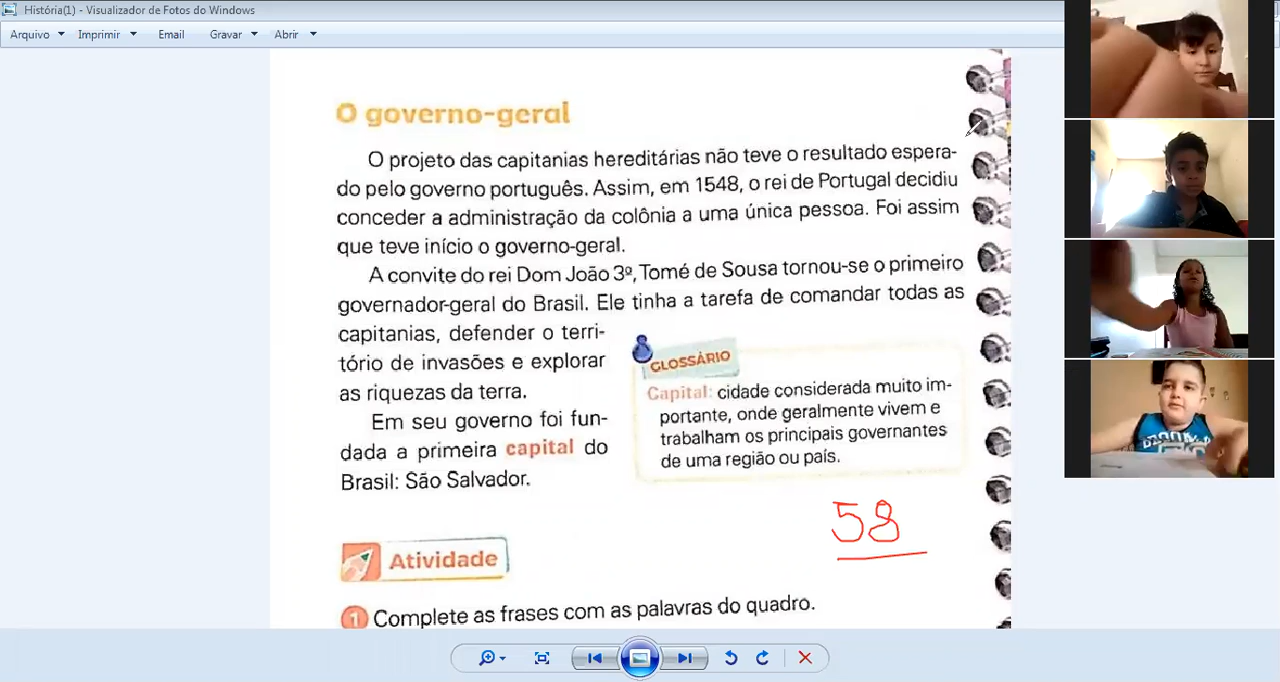 História(1) - Visualizador de Fotos do Windows
Arquivo Imprimir Email Gravar Abrir
O governo-geral
O projeto das capitanias hereditárias não teve o resultado espera-
do pelo governo português. Assim, em 1548, o rei de Portugal decidiu
conceder a administração da colônia a uma única pessoa. Foi assim
que teve início o governo-geral.
A convite do rei Dom João 3º, Tomé de Sousa tornou-se o primeiro
governador-geral do Brasil. Ele tinha a tarefa de comandar todas as
capitanias, defender o terri-
tório de invasões e explorar
as riquezas da terra.
Em seu governo foi fun-
dada a primeira capital do
Brasil: São Salvador.
GLOSSÁRIO
Capital: cidade considerada muito im-
portante, onde geralmente vivem e
trabalham os principais governantes
de uma região ou país.
58
Atividade
1 Complete as frases com as palavras do quadro.